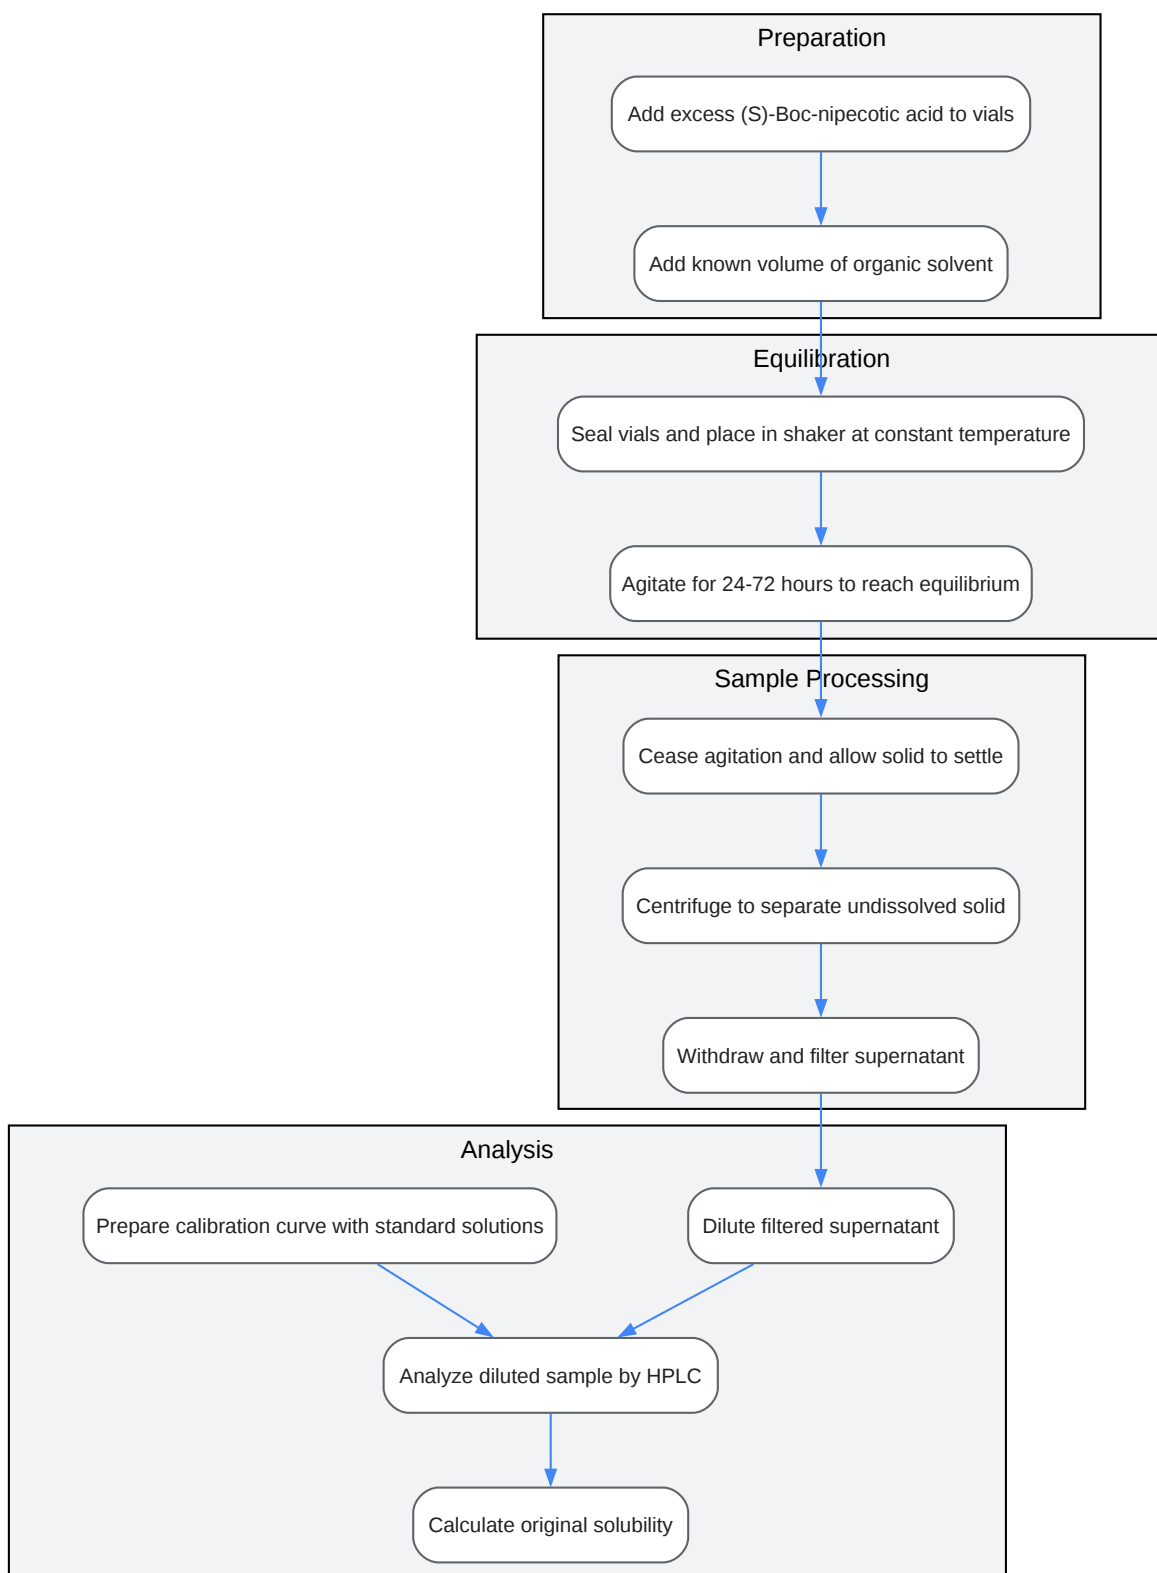 Preparation
Add excess (S)-Boc-nipecotic acid to vials
Add known volume of organic solvent
Equilibration
Seal vials and place in shaker at constant temperature
Agitate for 24-72 hours to reach equilibrium
Sample Processing
Cease agitation and allow solid to settle
Centrifuge to separate undissolved solid
Withdraw and filter supernatant
Analysis
Prepare calibration curve with standard solutions
Dilute filtered supernatant
Analyze diluted sample by HPLC
Calculate original solubility